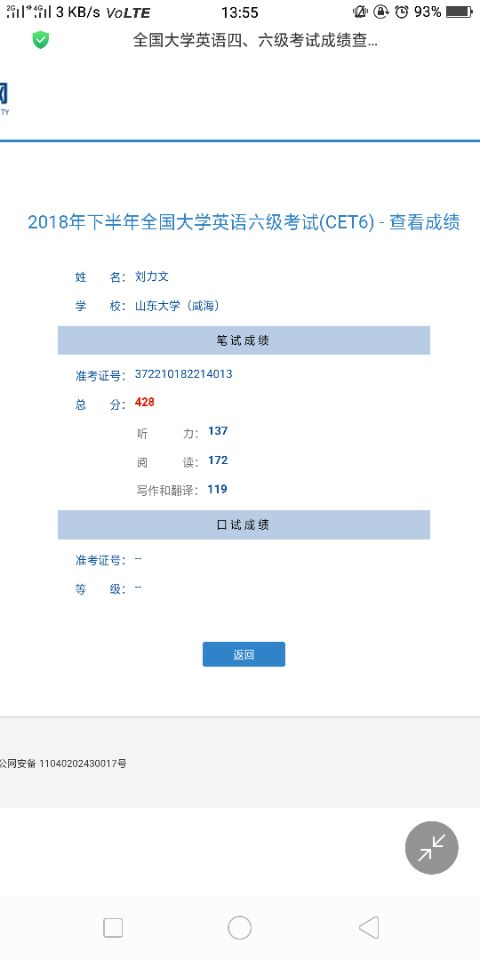 2G 4G 4G 3 KB/s VoLTE 13:55 93%
全国大学英语四、六级考试成绩查...
网
TY
2018年下半年全国大学英语六级考试(CET6) - 查看成绩
姓 名： 刘力文
学 校： 山东大学（威海）
笔试成绩
准考证号： 372210182214013
总 分： 428
听 力： 137
阅 读： 172
写作和翻译： 119
口试成绩
准考证号： --
等 级： --
返回
公网安备 11040202430017号